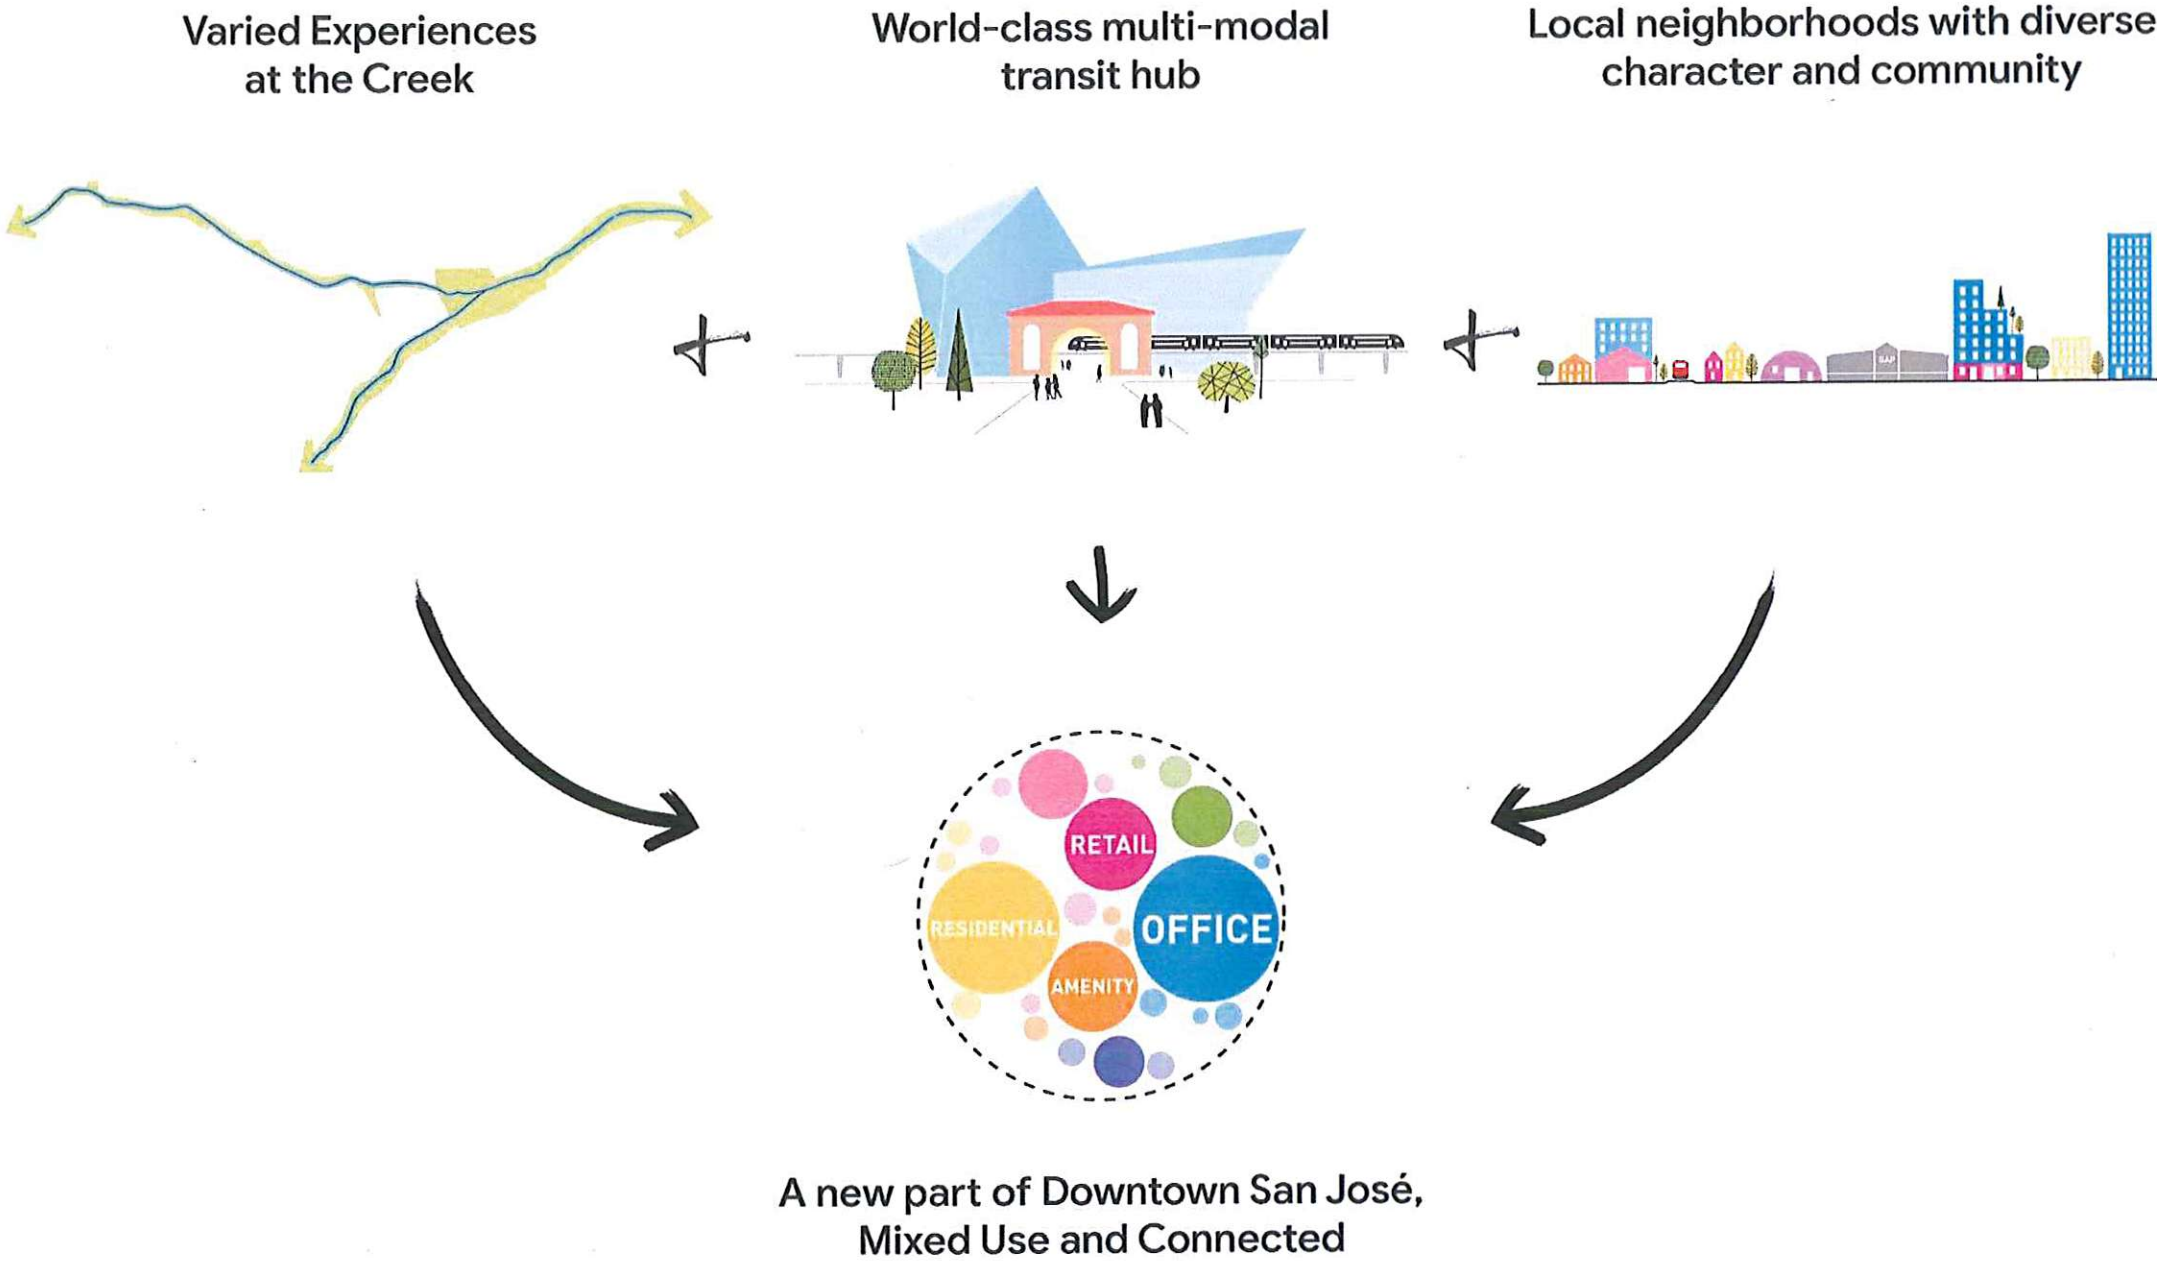 Varied Experiences
at the Creek
World-class multi-modal
transit hub
Local neighborhoods with diverse
character and community
SAP
RETAIL
RESIDENTIAL
OFFICE
AMENITY
A new part of Downtown San José,
Mixed Use and Connected